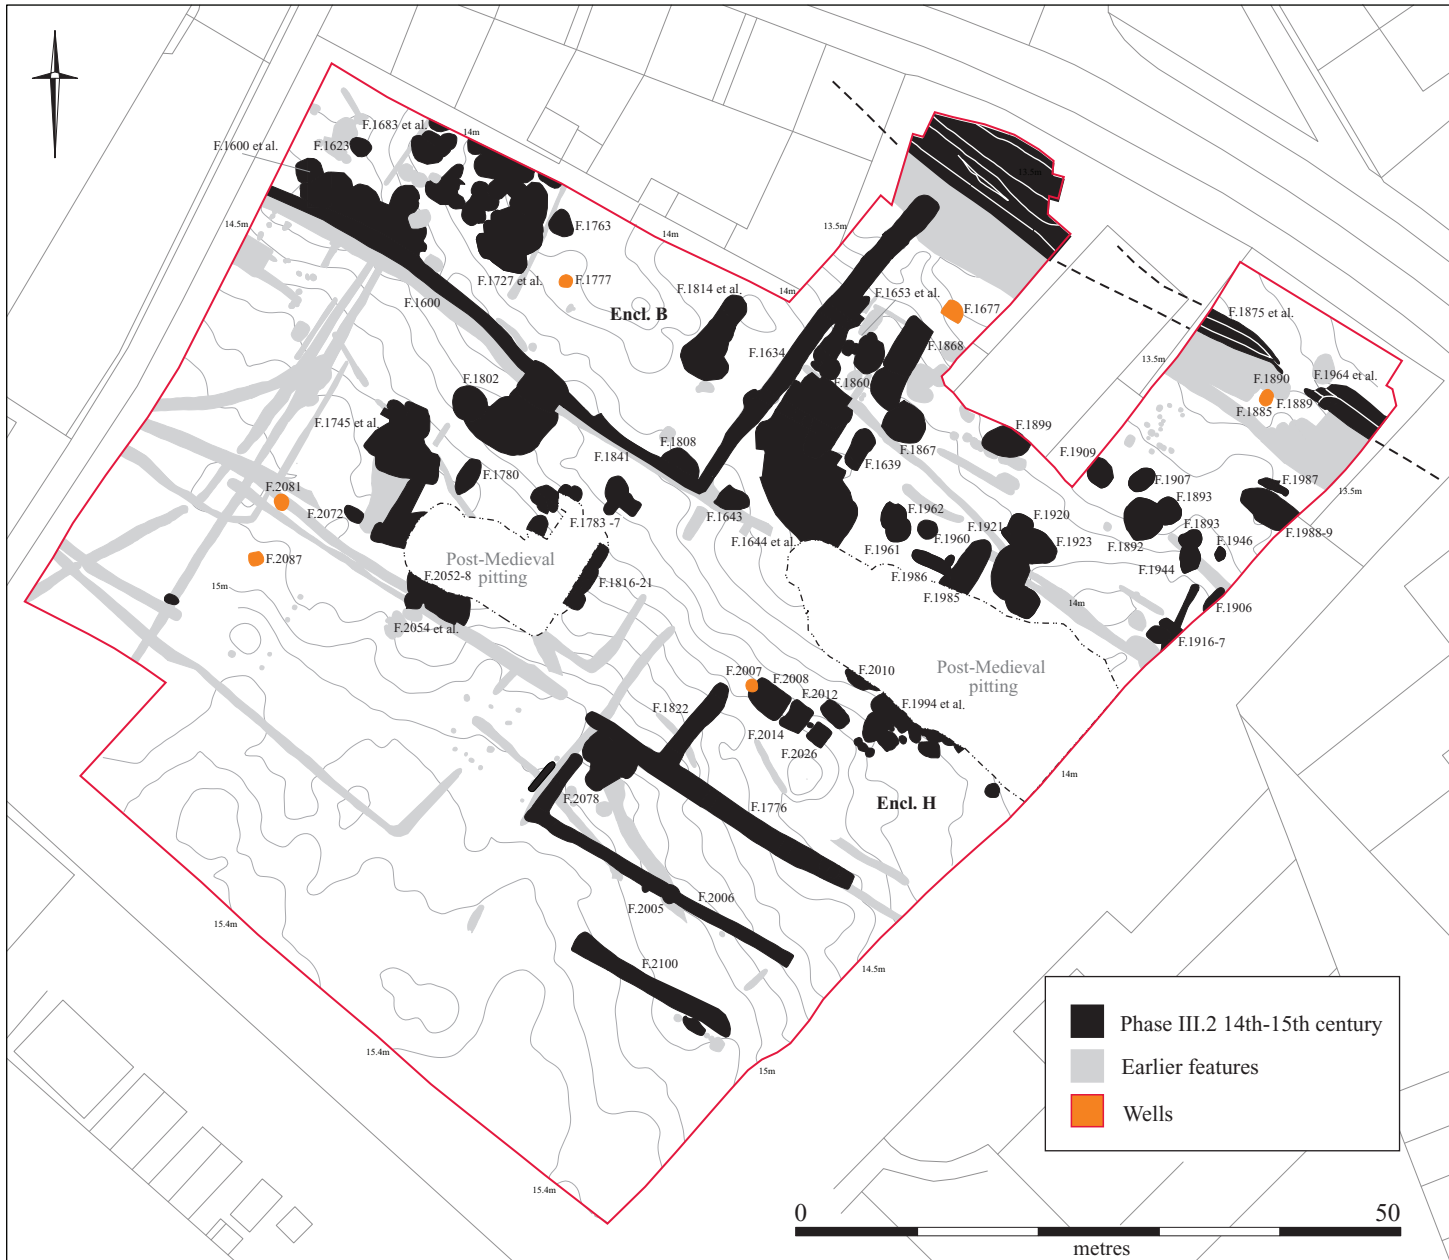 F.1683 et al.
14m
F.1600 et al.
F.1623
14.5m
F.1763
14m
13.5m
13.5m
F.1727 et al.
F.1777
F.1600
Encl. B
F.1814 et al.
14m
F.1653 et al.
F.1677
F.1634
F.1868
F.1875 et al.
13.5m
F.1802
F.1860
F.1890
F.1964 et al.
F.1889
F.1885
F.1745 et al.
F.1808
F.1867
F.1899
F.1841
F.1639
F.1909
F.1780
F.1907
F.1987
F.2081
13.5m
F.2072
F.1643
F.1962
F.1893
F.1783 -7
F.1921
F.1920
F.1988-9
F.1644 et al.
F.1960
F.1923
F.1892
F.1893
F.1961
F.1946
Post-Medieval
pitting
F.2087
F.1986
F.1944
F.2052-8
F.1816-21
F.1985
15m
14m
F.1906
F.2054 et al.
F.1916-7
Post-Medieval
pitting
F.2007
F.2008
F.2010
F.2012
F.1822
F.1994 et al.
F.2014
F.2026
14m
F.2078
F.1776
Encl. H
F.2005
F.2006
15.4m
F.2100
14.5m
15.4m
15m
15.4m
Phase III.2 14th-15th century
Earlier features
Wells
0
50
metres